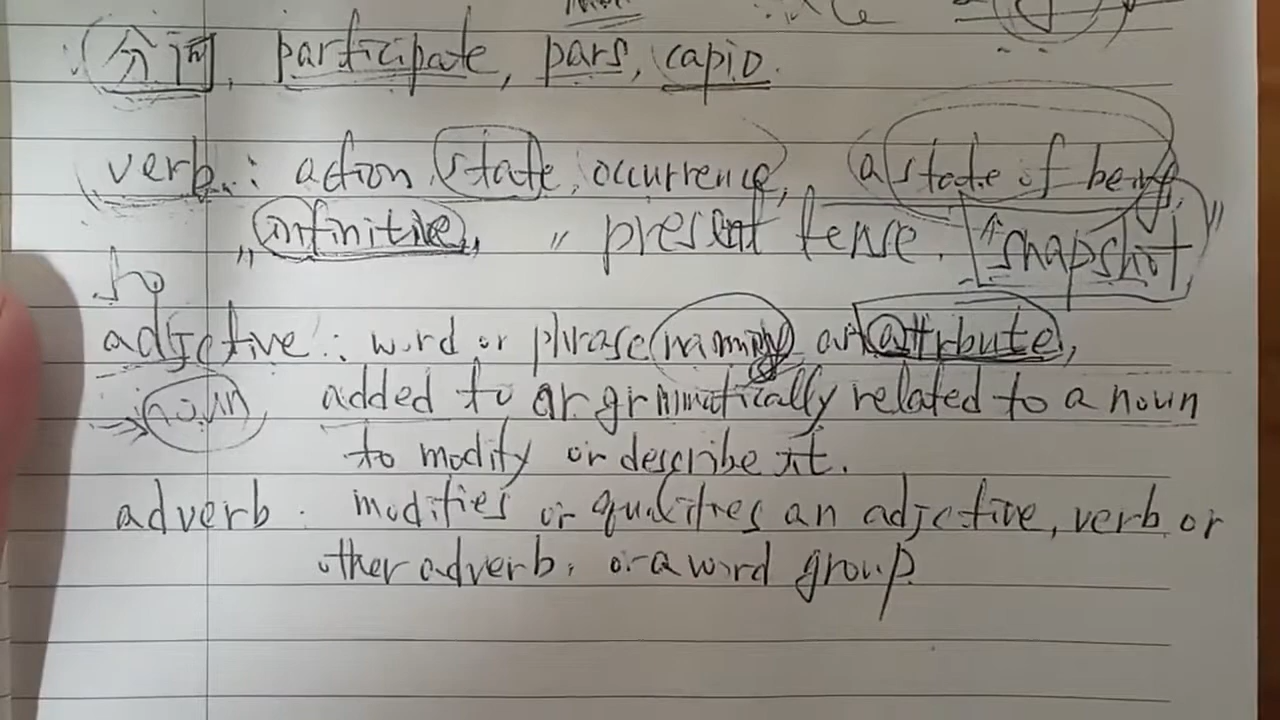 分词, participate, pars, capio.
verb: action, state, occurrence, a state of being,
"infinitive" " present tense. "snapshot"
adjective: word or phrase naming an attribute,
noun added to or grammatically related to a noun
to modify or describe it.
adverb. modifies or qualifies an adjective, verb or
other adverb, or a word group.